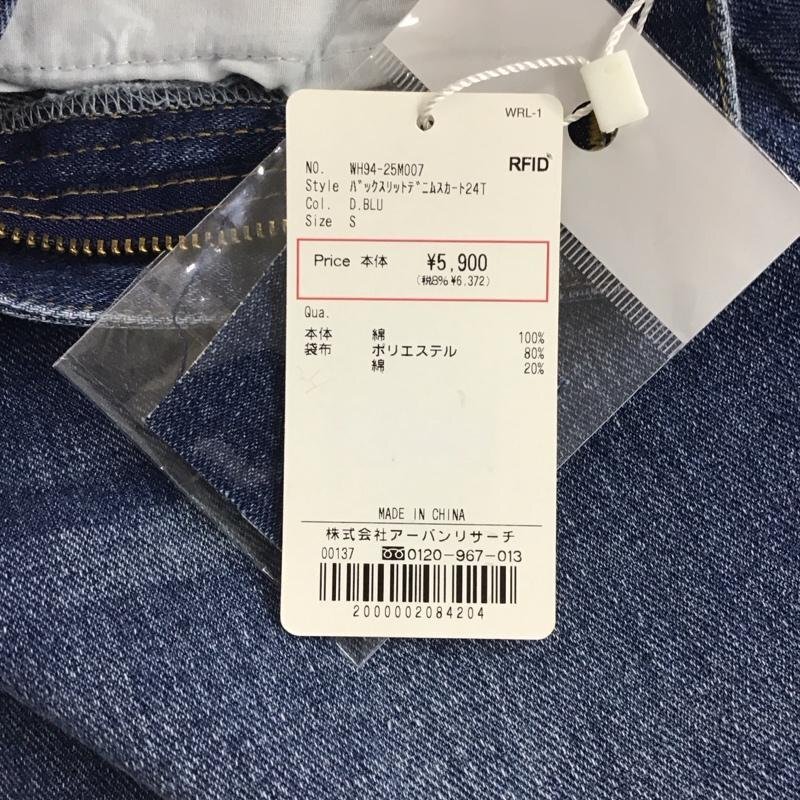 WRL-1
RFID
NO. WH94-25M007
Style ﾊﾞｯｸｽﾘｯﾄﾃﾞﾆﾑｽｶｰﾄ24T
Col. D.BLU
Size S
Price 本体 ¥5,900
(税8% ¥6,372)
Qua.
本体 綿 100%
袋布 ポリエステル 80%
綿 20%
MADE IN CHINA
株式会社アーバンリサーチ
00137 0120-967-013
2000002084204